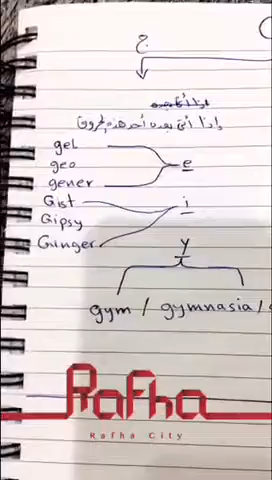 ج
إذا أتى بعده أحد هذه الحروف
gel
geo e
gener
Gist i
Gipsy
Ginger
y
gym / gymnasia /
Rafha
Rafha City